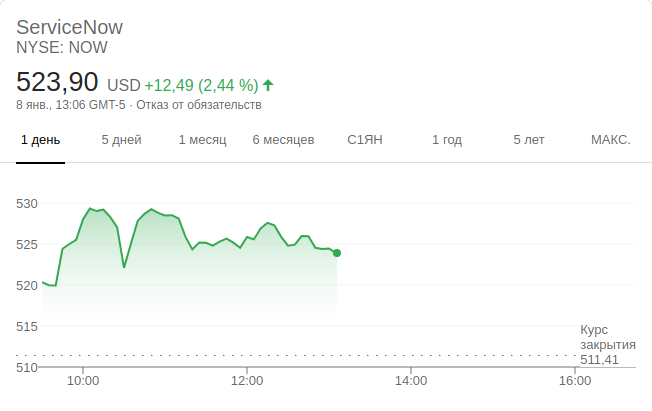 ServiceNow
NYSE: NOW
523,90 USD +12,49 (2,44 %)
8 янв., 13:06 GMT-5 · Отказ от обязательств
1 день 5 дней 1 месяц 6 месяцев С1ЯН 1 год 5 лет МАКС.
530
525
520
515
510
Курс
закрытия
511,41
10:00 12:00 14:00 16:00